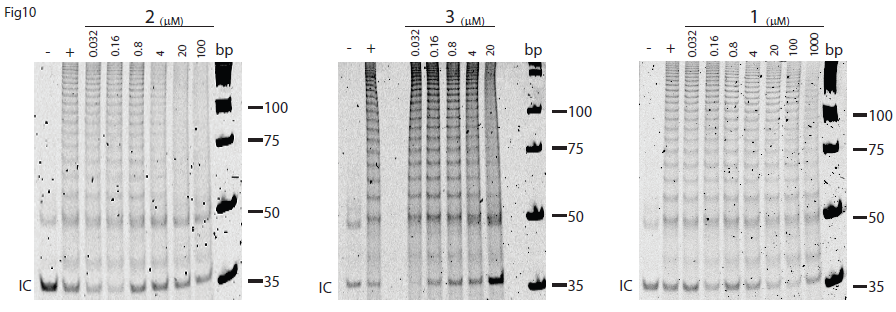 Fig10
2 (μM)
- + 0.032 0.16 0.8 4 20 100 bp
100
75
50
35
IC
3 (μM)
- + 0.032 0.16 0.8 4 20 bp
100
75
50
35
IC
1 (μM)
- + 0.032 0.16 0.8 4 20 100 1000 bp
100
75
50
35
IC